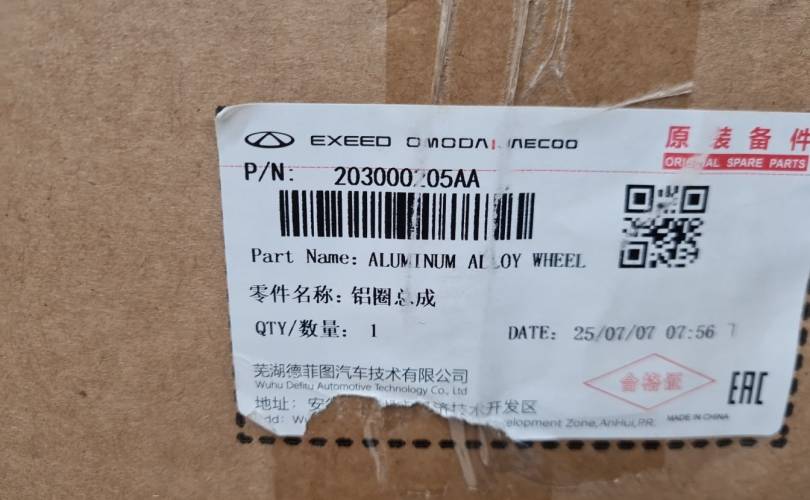 EXEED OMODA JAECOO
原装备件
ORIGINAL SPARE PARTS
P/N: 203000205AA
Part Name: ALUMINUM ALLOY WHEEL
零件名称: 铝圈总成
QTY/数量: 1
DATE: 25/07/07 07:56
芜湖德菲图汽车技术有限公司
Wuhu Defitu Automotive Technology Co., Ltd
合格证
EAC
地址: 安 济技术开发区
elopment Zone, AnHui, P.R.
MADE IN CHINA